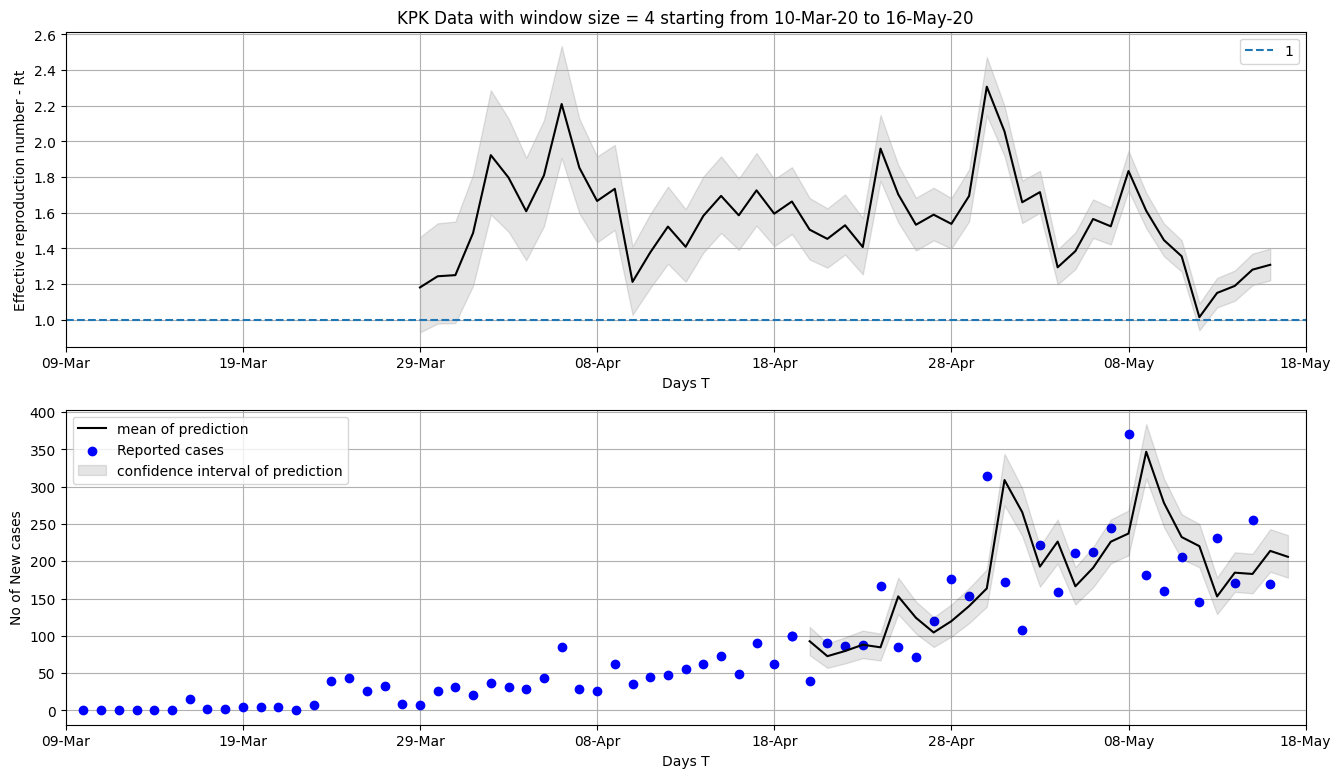 KPK Data with window size = 4 starting from 10-Mar-20 to 16-May-20
Effective reproduction number - Rt
2.6
2.4
2.2
2.0
1.8
1.6
1.4
1.2
1.0
1
09-Mar 19-Mar 29-Mar 08-Apr 18-Apr 28-Apr 08-May 18-May
Days T
No of New cases
400
350
300
250
200
150
100
50
0
mean of prediction
Reported cases
confidence interval of prediction
09-Mar 19-Mar 29-Mar 08-Apr 18-Apr 28-Apr 08-May 18-May
Days T